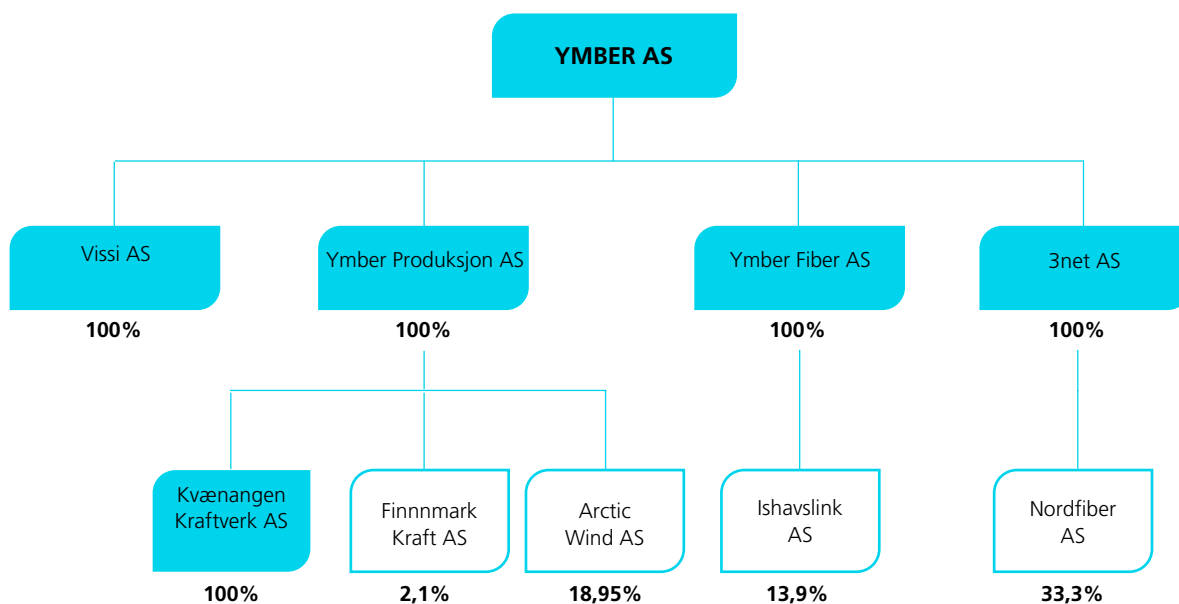 YMBER AS
Vissi AS
100%
Ymber Produksjon AS
100%
Ymber Fiber AS
100%
3net AS
100%
Kvænangen
Kraftverk AS
100%
Finnnmark
Kraft AS
2,1%
Arctic
Wind AS
18,95%
Ishavslink
AS
13,9%
Nordfiber
AS
33,3%